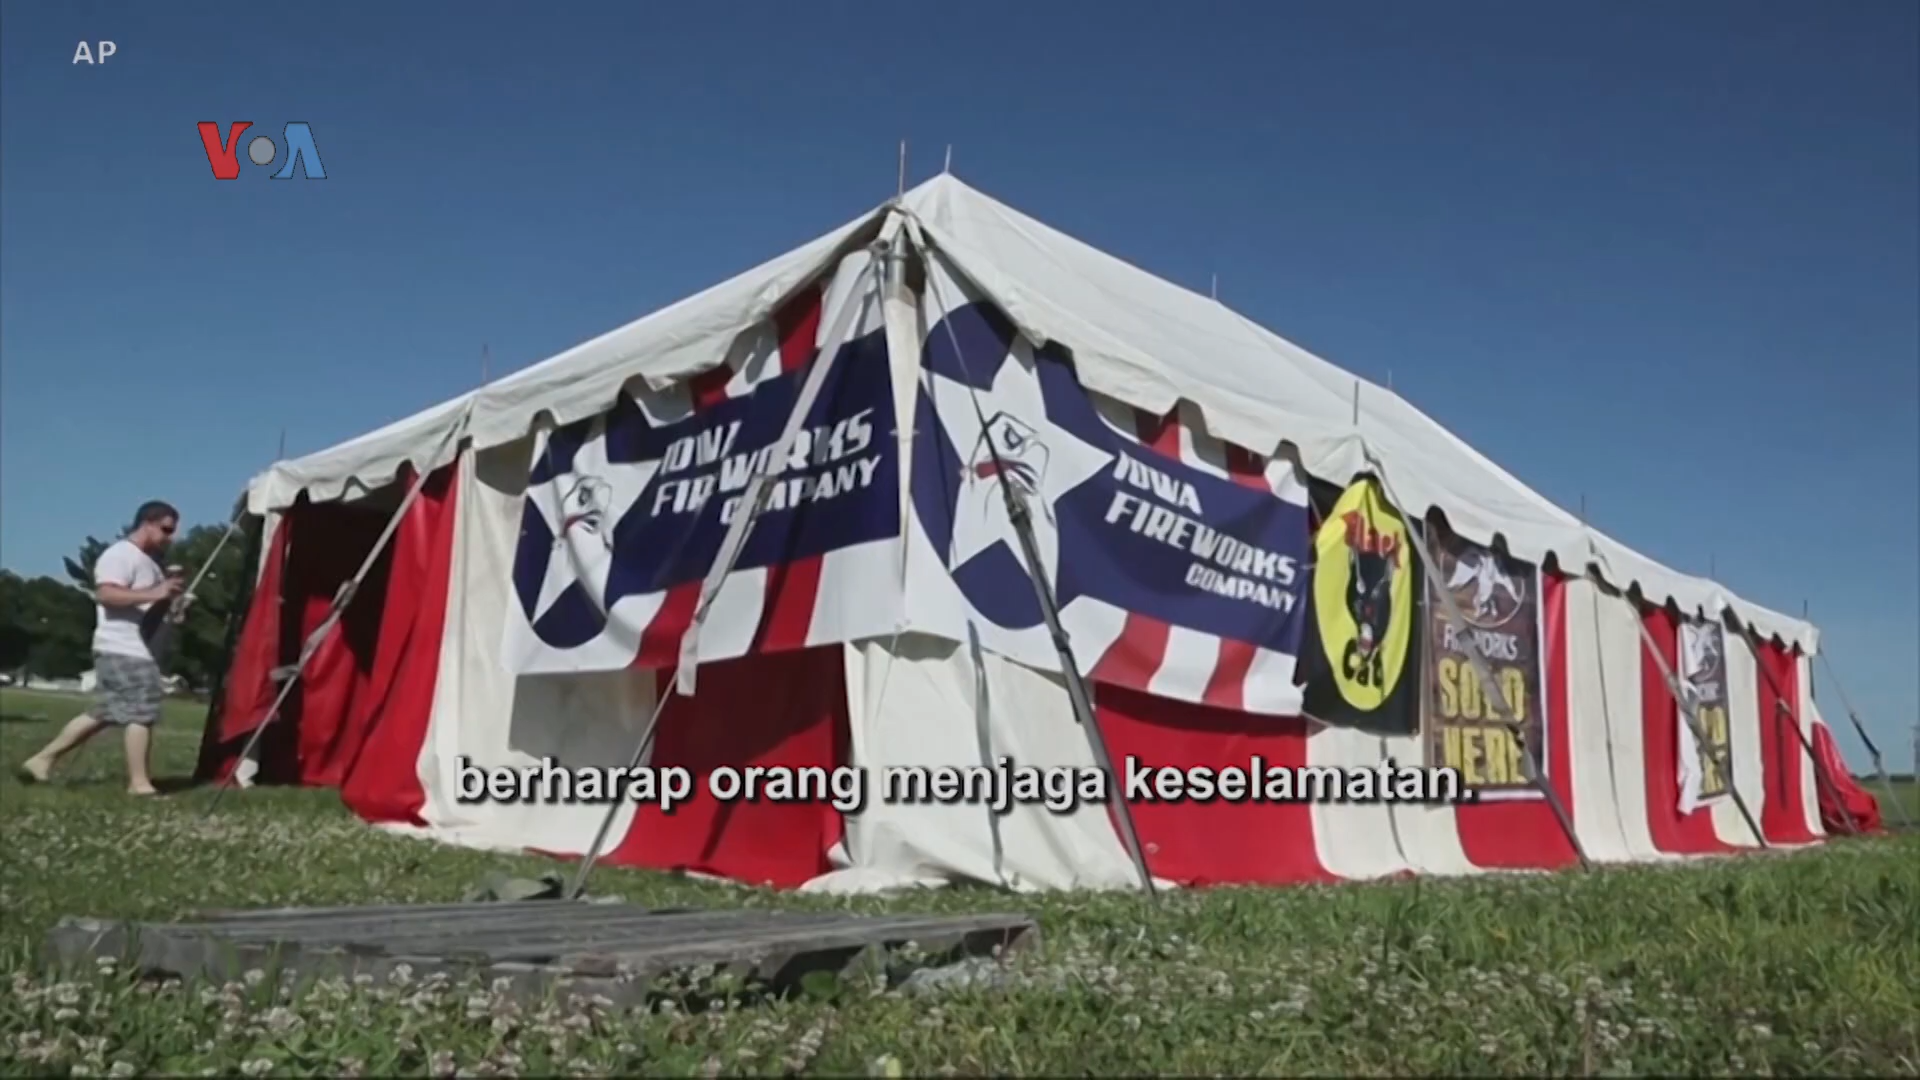 AP
VOA
IOWA
FIREWORKS
COMPANY
IOWA
FIREWORKS
COMPANY
Black
Cat
FIREWORKS
SOLD
HERE
berharap orang menjaga keselamatan.